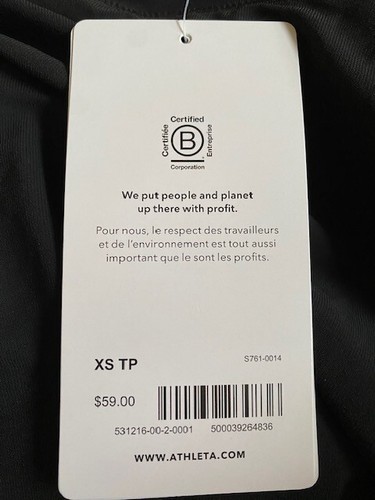 Certified
Certifiée
B
Entreprise
Corporation
We put people and planet
up there with profit.
Pour nous, le respect des travailleurs
et de l'environnement est tout aussi
important que le sont les profits.
XS TP
S761-0014
$59.00
531216-00-2-0001 500039264836
WWW.ATHLETA.COM